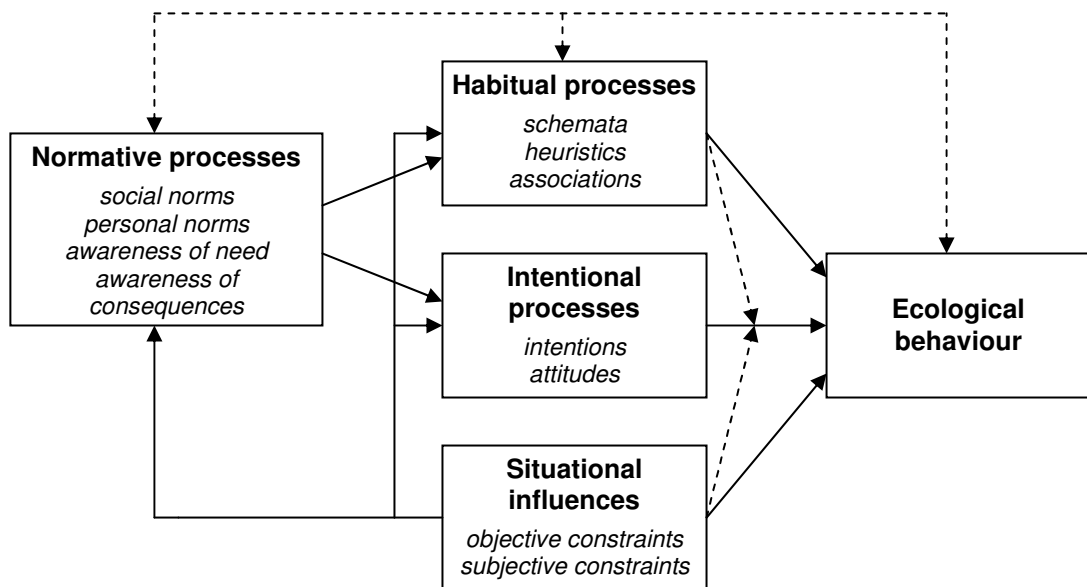 Habitual processes
schemata
heuristics
associations
Normative processes
social norms
personal norms
awareness of need
awareness of
consequences
Intentional
processes
intentions
attitudes
Ecological
behaviour
Situational
influences
objective constraints
subjective constraints